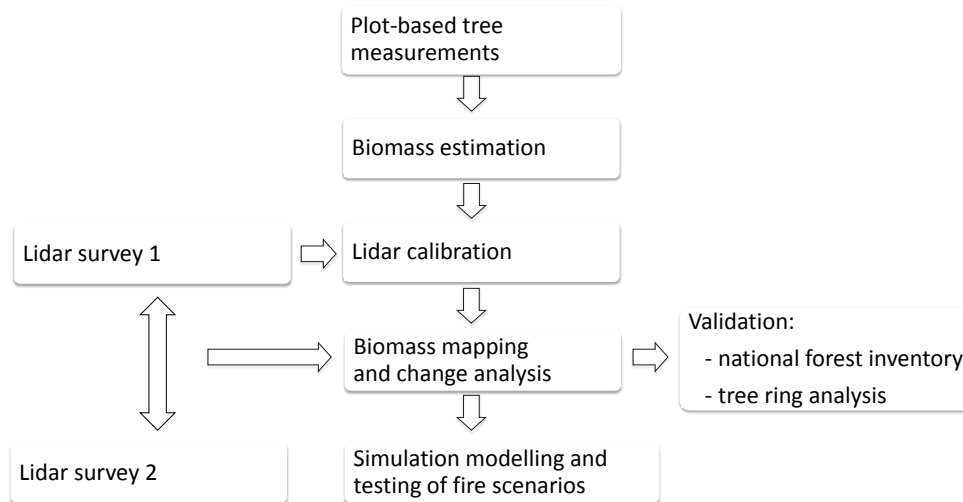 Plot-based tree
measurements
Biomass estimation
Lidar survey 1
Lidar calibration
Biomass mapping
and change analysis
Validation:
- national forest inventory
- tree ring analysis
Lidar survey 2
Simulation modelling and
testing of fire scenarios